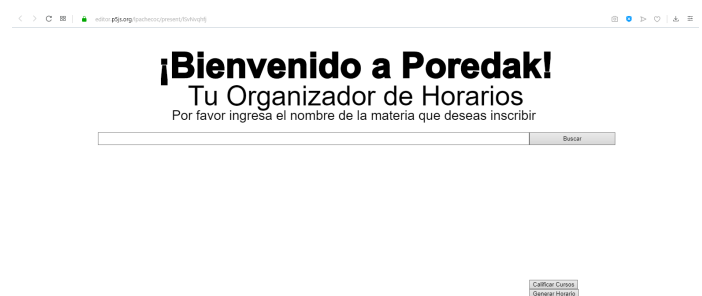 ¡Bienvenido a Poredak!
Tu Organizador de Horarios
Por favor ingresa el nombre de la materia que deseas inscribir
Buscar
Calificar Cursos
Generar Horario